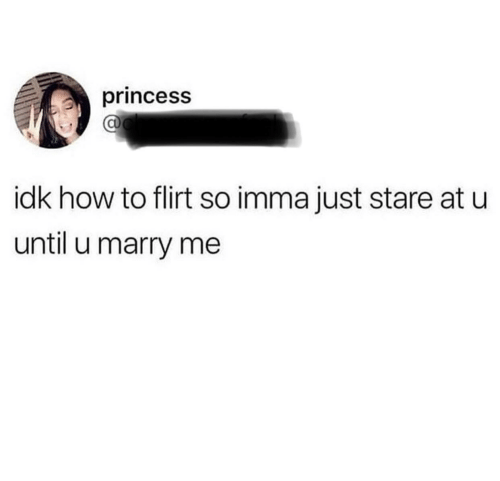 princess
@
idk how to flirt so imma just stare at u
until u marry me